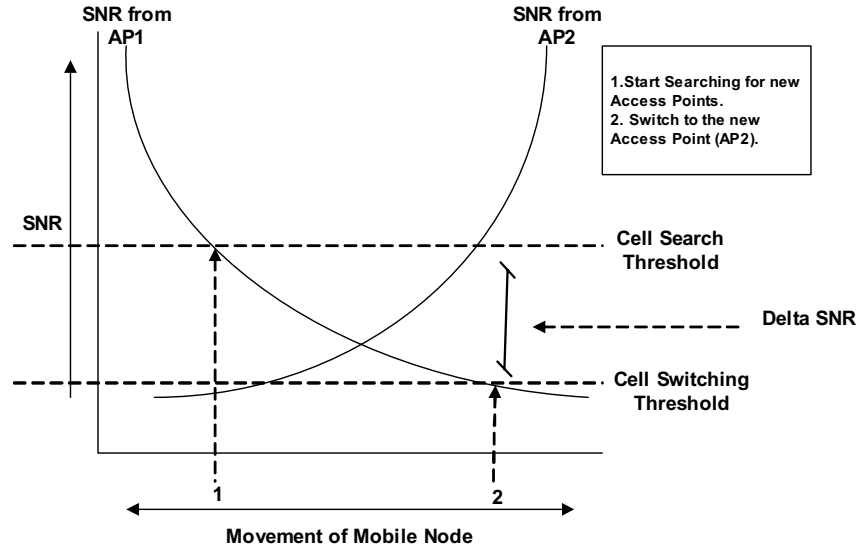 SNR from
AP1
SNR from
AP2
1.Start Searching for new
Access Points.
2. Switch to the new
Access Point (AP2).
SNR
Cell Search
Threshold
Delta SNR
Cell Switching
Threshold
1
2
Movement of Mobile Node